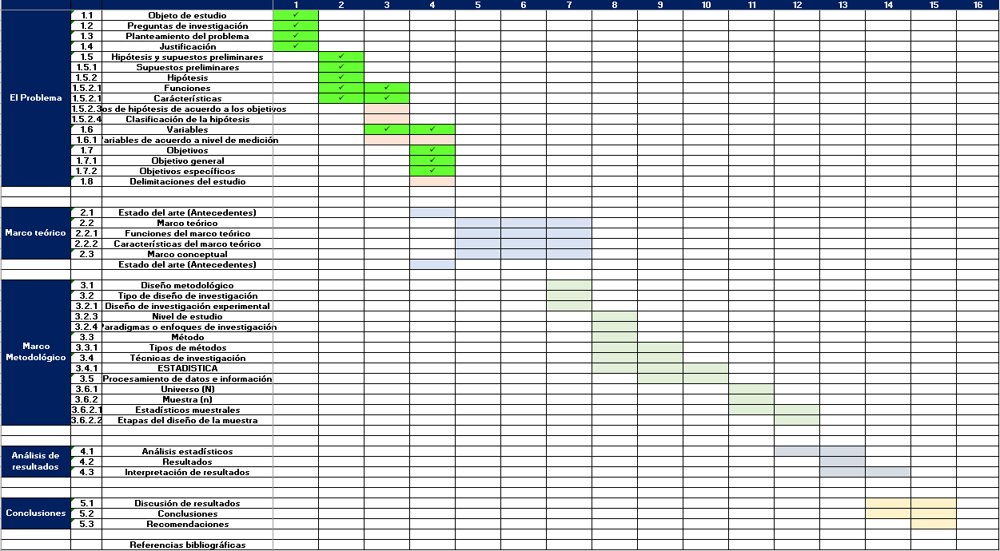 1 2 3 4 5 6 7 8 9 10 11 12 13 14 15 16
El Problema
1.1 Objeto de estudio ✓
1.2 Preguntas de investigación ✓
1.3 Planteamiento del problema ✓
1.4 Justificación ✓
1.5 Hipótesis y supuestos preliminares ✓
1.5.1 Supuestos preliminares ✓
1.5.2 Hipótesis ✓
1.5.2.1 Funciones ✓ ✓
1.5.2.1 Carácterísticas ✓ ✓
1.5.2.3 os de hipótesis de acuerdo a los objetivos
1.5.2.4 Clasificación de la hipótesis
1.6 Variables ✓ ✓
1.6.1 ariables de acuerdo a nivel de medición
1.7 Objetivos ✓
1.7.1 Objetivo general ✓
1.7.2 Objetivos específicos ✓
1.8 Delimitaciones del estudio
Marco teórico
2.1 Estado del arte (Antecedentes)
2.2 Marco teórico
2.2.1 Funciones del marco teórico
2.2.2 Características del marco teórico
2.3 Marco conceptual
Estado del arte (Antecedentes)
Marco
Metodológico
3.1 Diseño metodológico
3.2 Tipo de diseño de investigación
3.2.1 Diseño de investigación experimental
3.2.3 Nivel de estudio
3.2.4 Paradigmas o enfoques de investigación
3.3 Método
3.3.1 Tipos de métodos
3.4 Técnicas de investigación
3.4.1 ESTADISTICA
3.5 Procesamiento de datos e información
3.6.1 Universo (N)
3.6.2 Muestra (n)
3.6.2.1 Estadísticos muestrales
3.6.2.2 Etapas del diseño de la muestra
Análisis de
resultados
4.1 Análisis estadísticos
4.2 Resultados
4.3 Interpretación de resultados
Conclusiones
5.1 Discusión de resultados
5.2 Conclusiones
5.3 Recomendaciones
Referencias bibliográficas